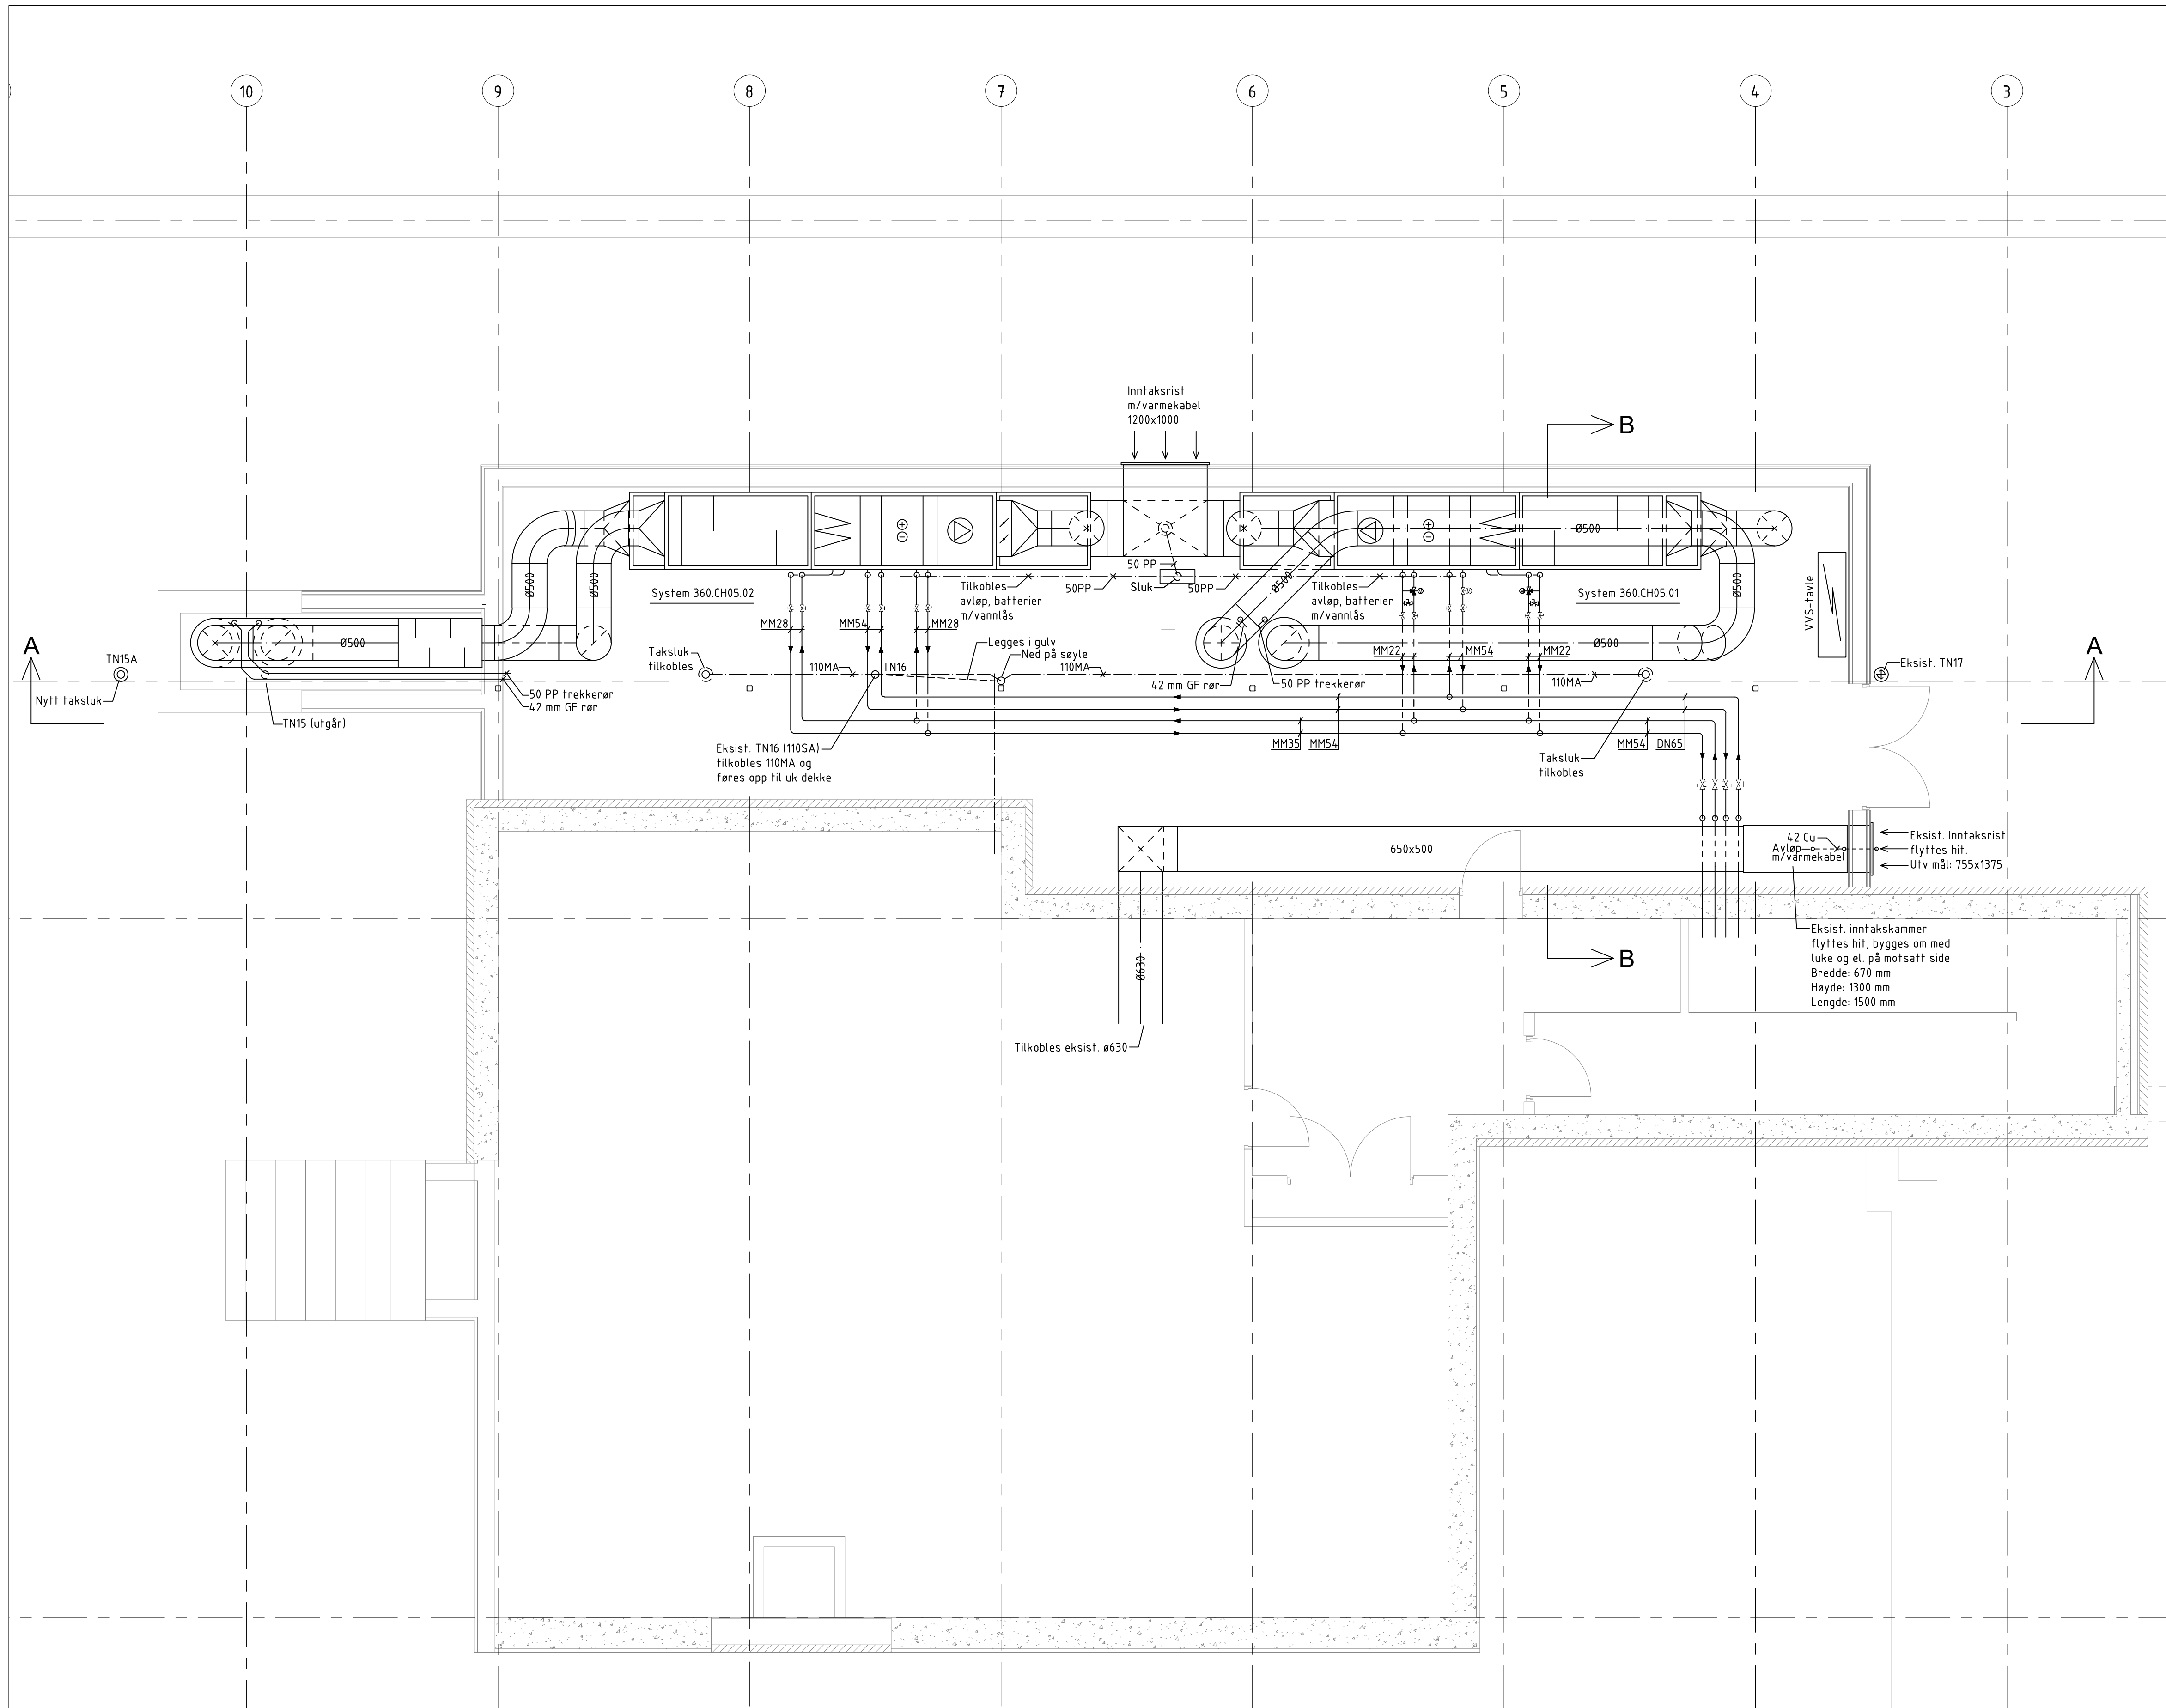 10
9
8
7
6
5
4
3
Inntaksrist
m/varmekabel
1200x1000
B
Ø500
Ø500
Ø500
Ø500
Ø500
Ø500
Ø500
50 PP
Sluk
50PP
50PP
Tilkobles
avløp, batterier
m/vannlås
Tilkobles
avløp, batterier
m/vannlås
System 360.CH05.02
System 360.CH05.01
VVS-tavle
MM28
MM54
MM28
Legges i gulv
Ned på søyle
A
TN15A
Nytt taksluk
TN15 (utgår)
50 PP trekkerør
42 mm GF rør
Taksluk
tilkobles
110MA
TN16
110MA
42 mm GF rør
50 PP trekkerør
MM22
MM54
MM22
110MA
Eksist. TN17
A
Eksist. TN16 (110SA)
tilkobles 110MA og
føres opp til uk dekke
MM35
MM54
MM54
DN65
Taksluk
tilkobles
650x500
42 Cu
Avløp
m/varmekabel
Eksist. Inntaksrist
flyttes hit.
Utv mål: 755x1375
Eksist. inntakskammer
flyttes hit, bygges om med
luke og el. på motsatt side
Bredde: 670 mm
Høyde: 1300 mm
Lengde: 1500 mm
B
Ø630
Tilkobles eksist. ø630